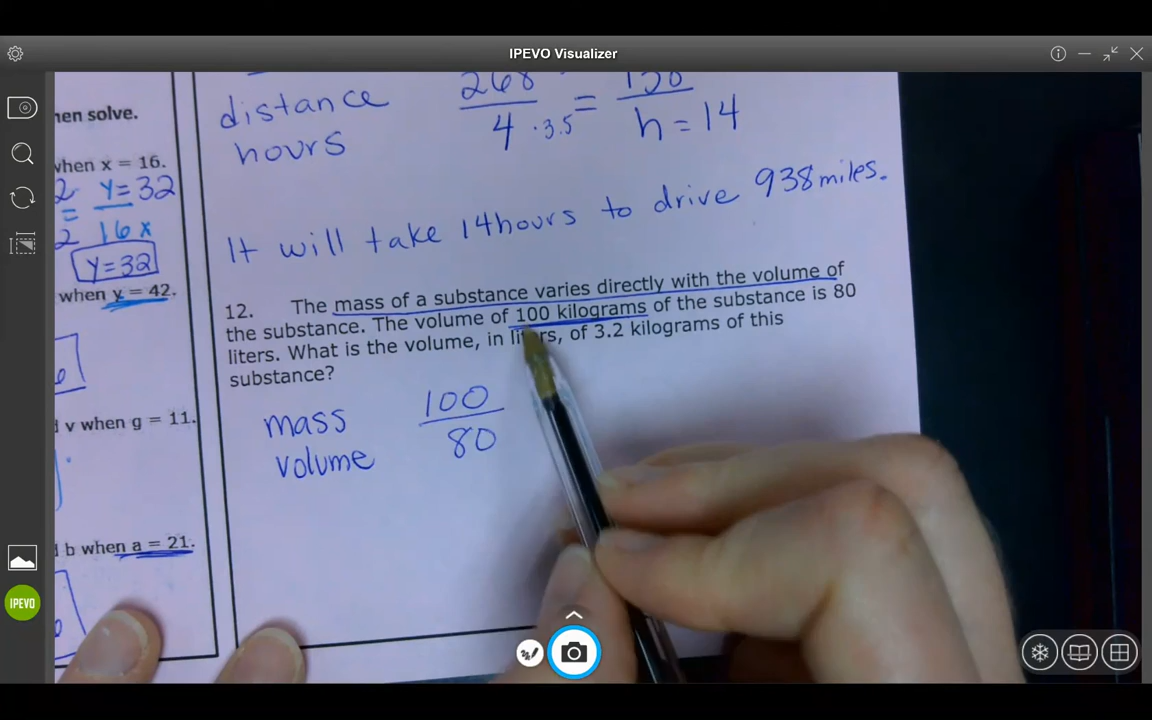 IPEVO Visualizer
268
130
distance
=
hours
4 · 3.5
h = 14
It will take 14 hours to drive 938 miles.
hen solve.
when x = 16.
2 y = 32
=
2 16x
y = 32
when y = 42.
v when g = 11.
b when a = 21.
12. The mass of a substance varies directly with the volume of
the substance. The volume of 100 kilograms of the substance is 80
liters. What is the volume, in liters, of 3.2 kilograms of this
substance?
mass 100
volume 80
IPEVO